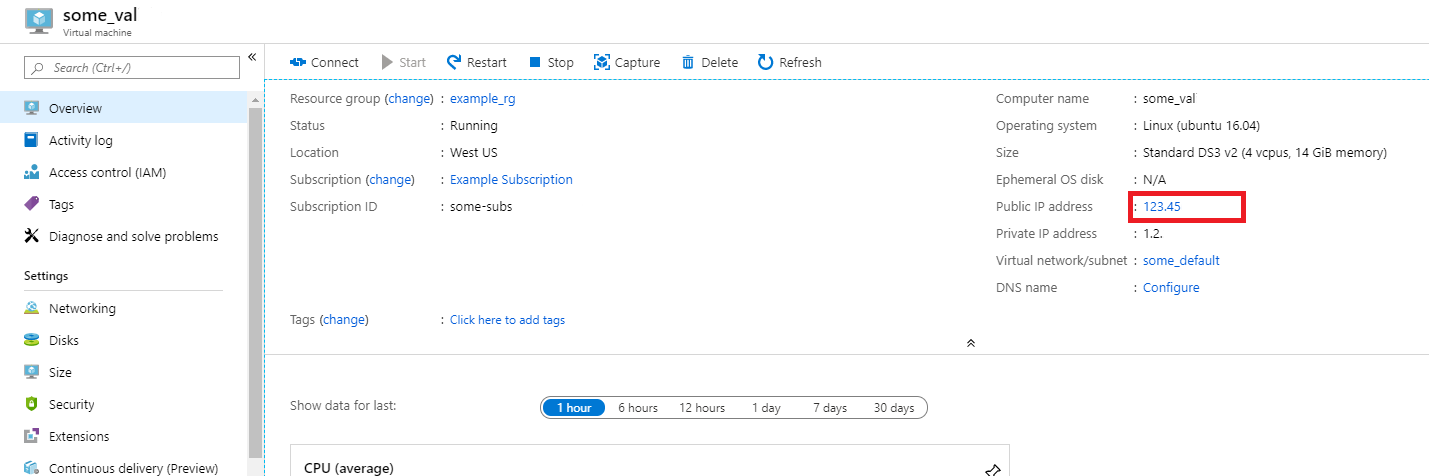 some_val
Virtual machine
Search (Ctrl+/)
«
Overview
Activity log
Access control (IAM)
Tags
Diagnose and solve problems
Settings
Networking
Disks
Size
Security
Extensions
Continuous delivery (Preview)
Connect Start Restart Stop Capture Delete Refresh
Resource group (change) : example_rg
Status : Running
Location : West US
Subscription (change) : Example Subscription
Subscription ID : some-subs
Computer name : some_val
Operating system : Linux (ubuntu 16.04)
Size : Standard DS3 v2 (4 vcpus, 14 GiB memory)
Ephemeral OS disk : N/A
Public IP address : 123.45
Private IP address : 1.2.
Virtual network/subnet : some_default
DNS name : Configure
Tags (change) : Click here to add tags
Show data for last: 1 hour 6 hours 12 hours 1 day 7 days 30 days
CPU (average)